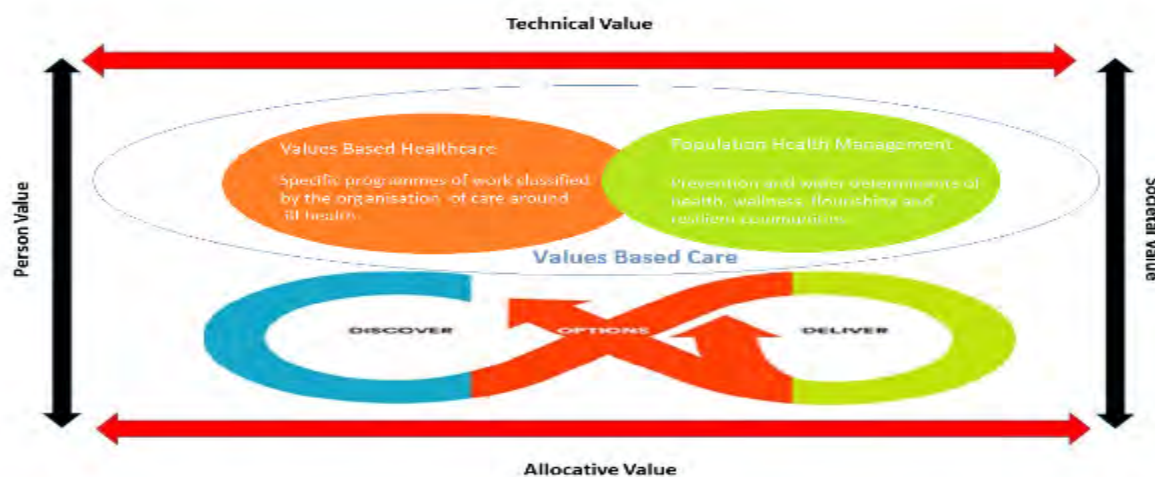 Technical Value
Person Value
Values Based Healthcare
Specific programmes of work classified
by the organisation of care around
ill health
Population Health Management
Prevention and wider determinants of
health, wellness, flourishing and
resilient communities
Values Based Care
DISCOVER
OPTIONS
DELIVER
Societal Value
Allocative Value